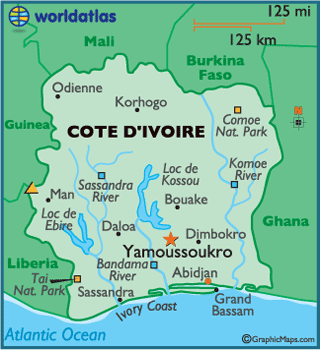 worldatlas
125 mi
125 km
Mali
Burkina
Faso
Odienne
Korhogo
Comoe
Nat. Park
Guinea
COTE D'IVOIRE
Komoe
River
Loc de
Kossou
Sassandra
River
Man
Bouake
Loc de
Ebire
Daloa
Dimbokro
Ghana
Yamoussoukro
Liberia
Bandama
River
Abidjan
Tai
Nat. Park
Sassandra
Grand
Bassam
Ivory Coast
Atlantic Ocean
©GraphicMaps.com